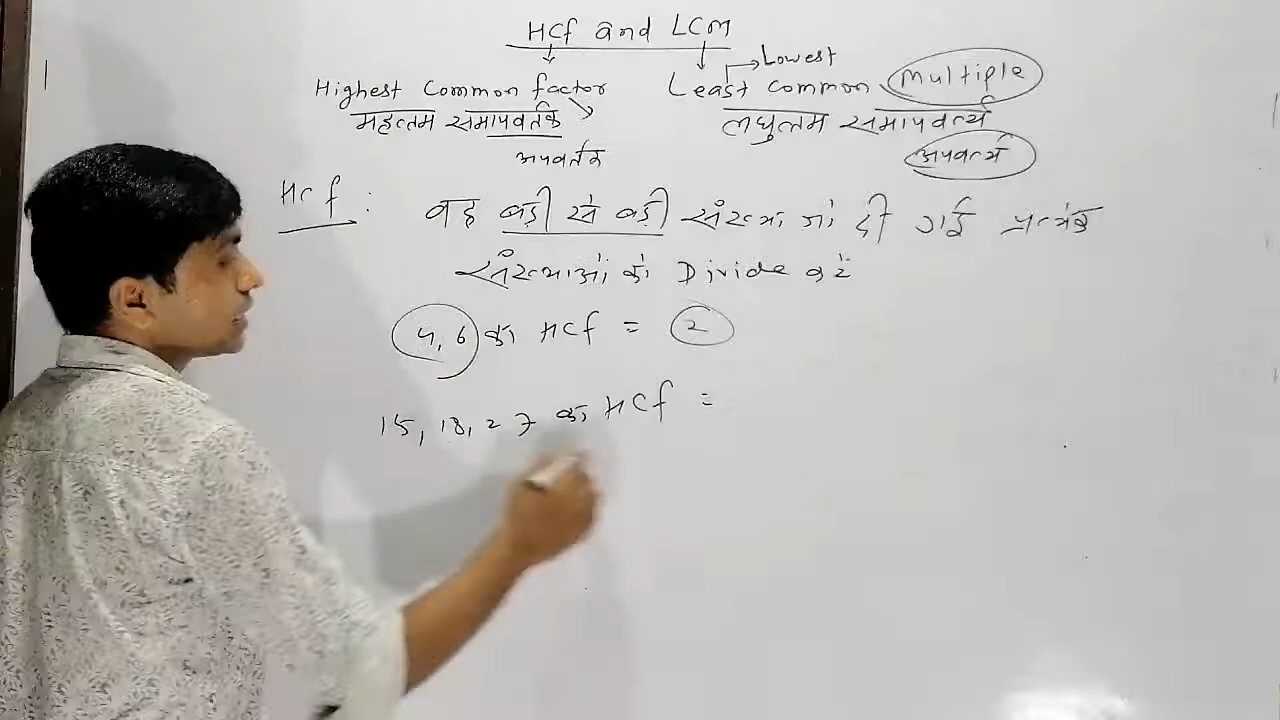 HCf and LCM
Lowest
Highest Common factor Least Common Multiple
महत्तम समापवर्तक लघुत्तम समापवर्त्य
अपवर्तक अपवर्त्य
HCf : वह बड़ी से बड़ी संख्या जो दी गई प्रत्येक
संख्याओं को Divide करें
4, 6 का HCf = 2
15, 18, 27 का HCf =